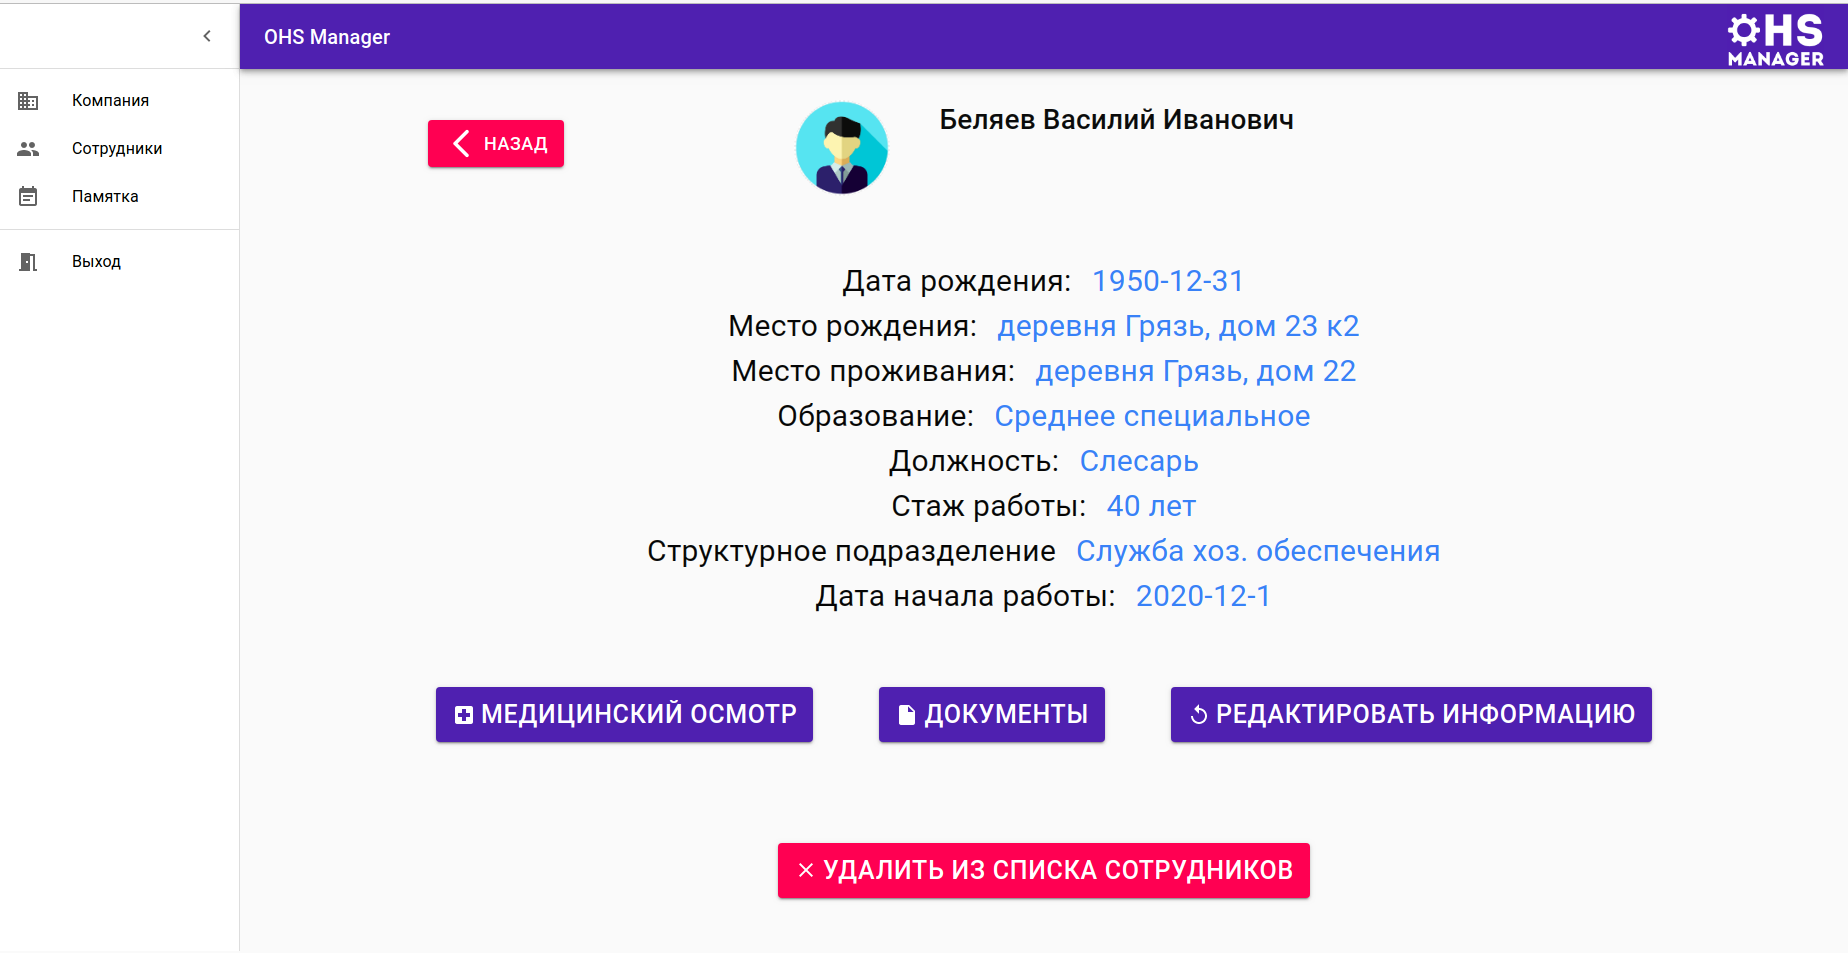 OHS Manager
OHS
MANAGER
Компания
Сотрудники
Памятка
Выход
НАЗАД
Беляев Василий Иванович
Дата рождения: 1950-12-31
Место рождения: деревня Грязь, дом 23 к2
Место проживания: деревня Грязь, дом 22
Образование: Среднее специальное
Должность: Слесарь
Стаж работы: 40 лет
Структурное подразделение Служба хоз. обеспечения
Дата начала работы: 2020-12-1
МЕДИЦИНСКИЙ ОСМОТР
ДОКУМЕНТЫ
РЕДАКТИРОВАТЬ ИНФОРМАЦИЮ
УДАЛИТЬ ИЗ СПИСКА СОТРУДНИКОВ